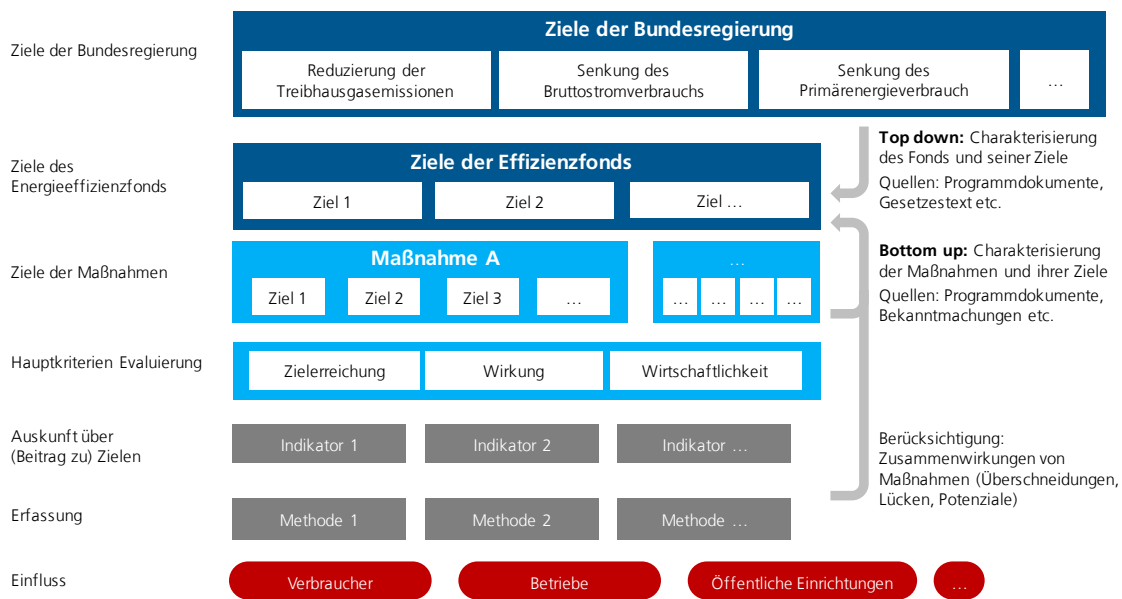 Ziele der Bundesregierung
Ziele der Bundesregierung
Reduzierung der
Treibhausgasemissionen
Senkung des
Bruttostromverbrauchs
Senkung des
Primärenergieverbrauch
…
Top down: Charakterisierung
des Fonds und seiner Ziele
Quellen: Programmdokumente,
Gesetzestext etc.
Ziele des
Energieeffizienzfonds
Ziele der Effizienzfonds
Ziel 1
Ziel 2
Ziel …
Bottom up: Charakterisierung
der Maßnahmen und ihrer Ziele
Quellen: Programmdokumente,
Bekanntmachungen etc.
Ziele der Maßnahmen
Maßnahme A
Ziel 1
Ziel 2
Ziel 3
…
…
…
…
…
…
Hauptkriterien Evaluierung
Zielerreichung
Wirkung
Wirtschaftlichkeit
Auskunft über
(Beitrag zu) Zielen
Indikator 1
Indikator 2
Indikator …
Berücksichtigung:
Zusammenwirkungen von
Maßnahmen (Überschneidungen,
Lücken, Potenziale)
Erfassung
Methode 1
Methode 2
Methode …
Einfluss
Verbraucher
Betriebe
Öffentliche Einrichtungen
…